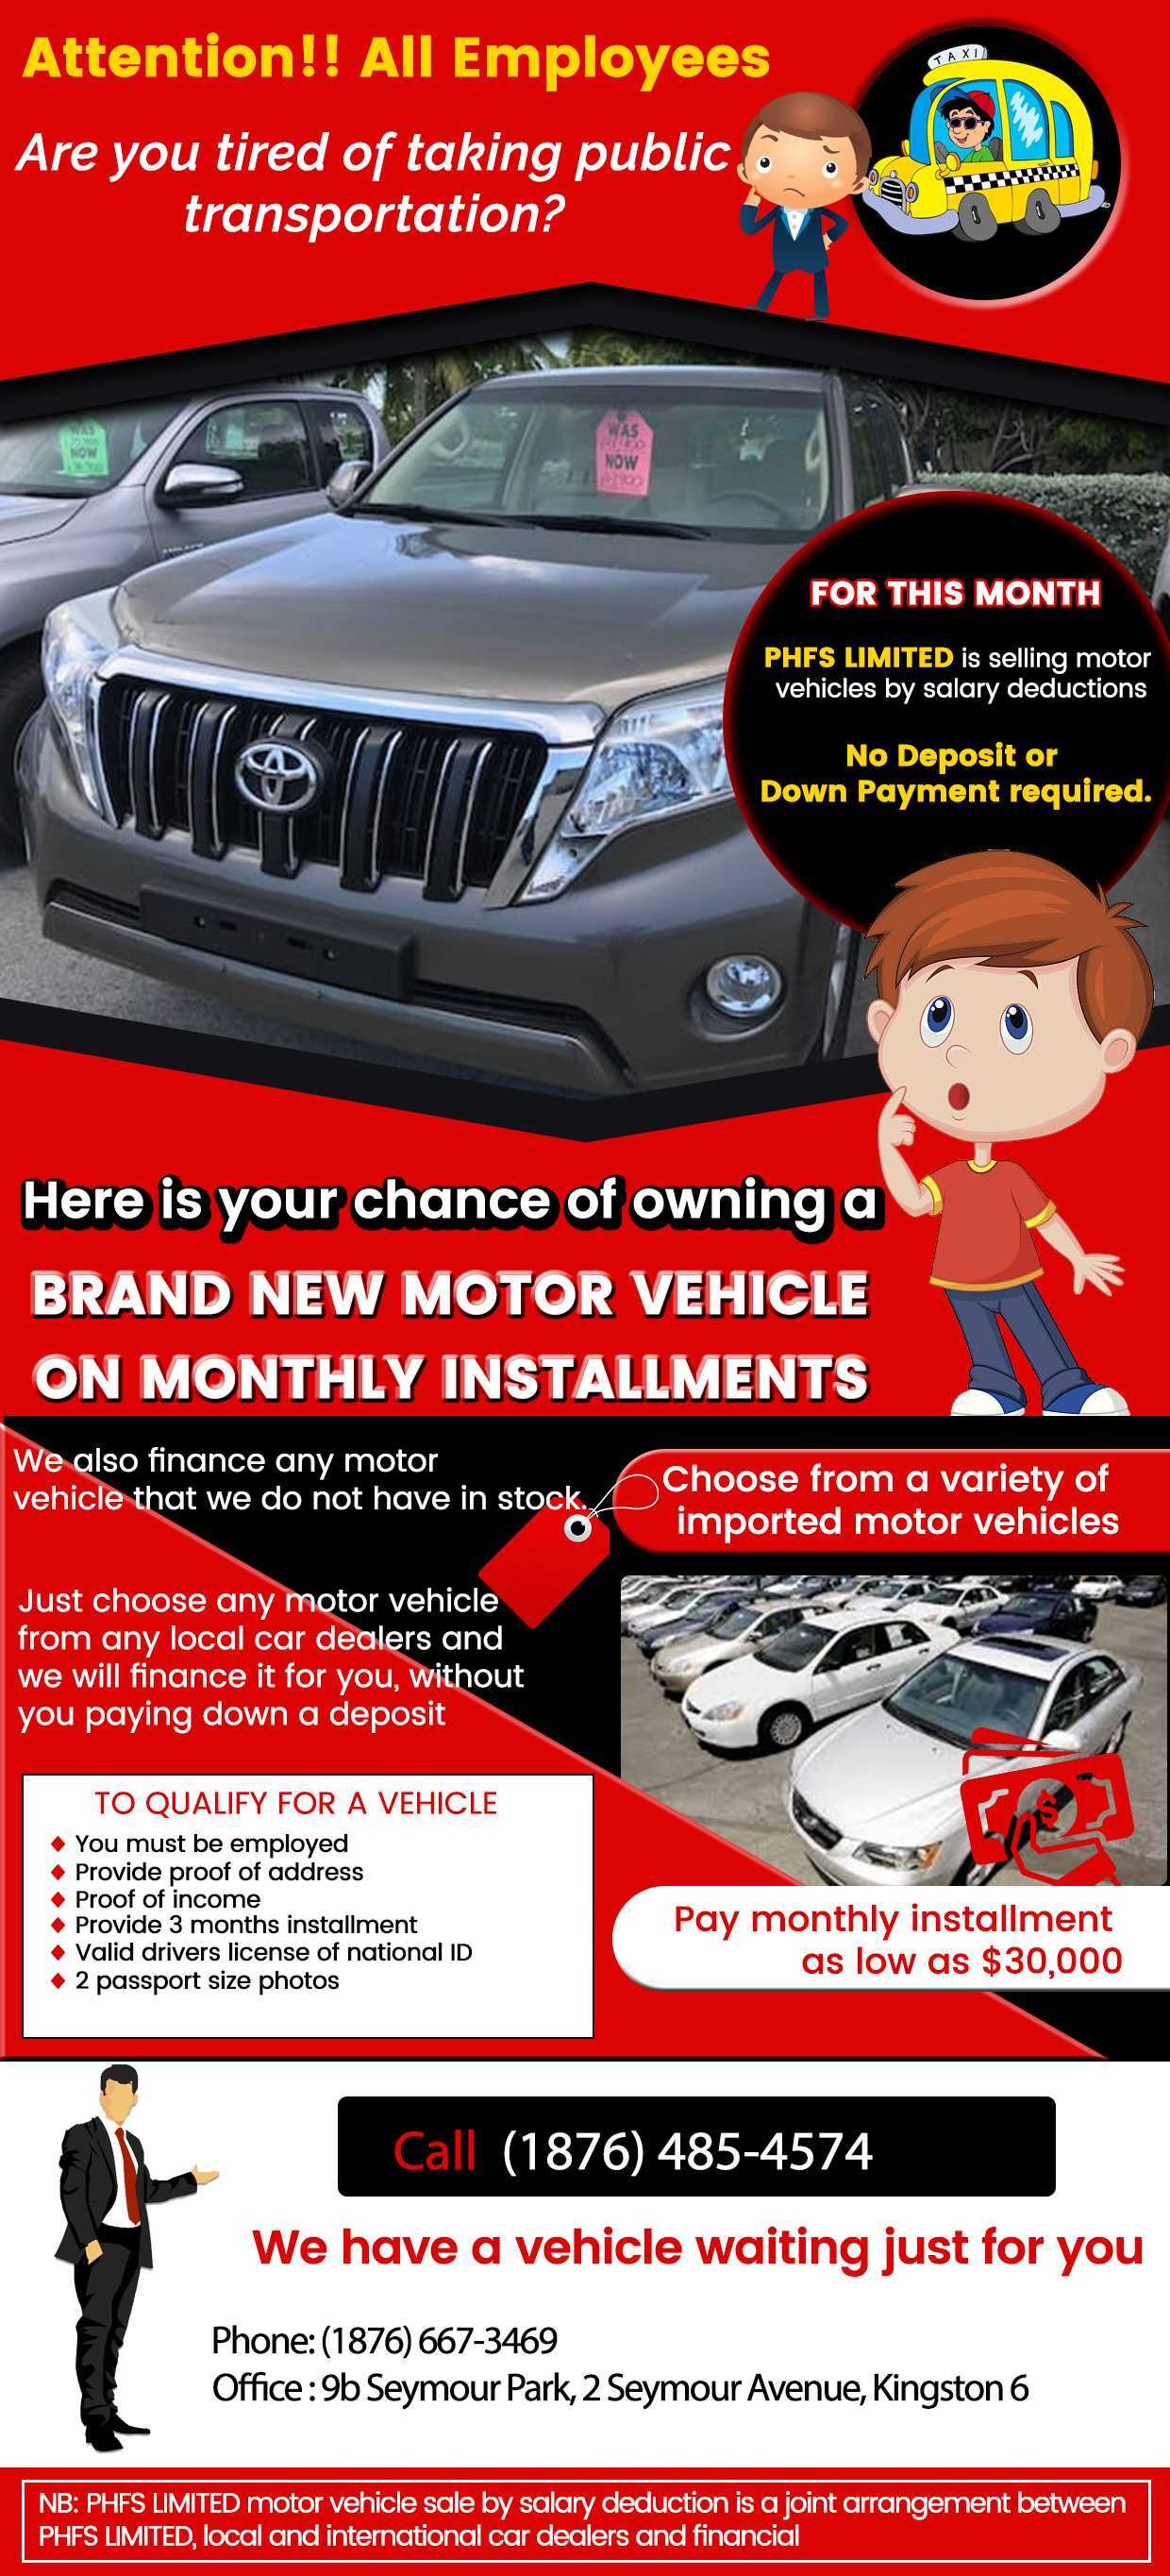 Attention!! All Employees
TAXI
Are you tired of taking public
transportation?
WAS
NOW
WAS
NOW
FOR THIS MONTH
PHFS LIMITED is selling motor
vehicles by salary deductions
No Deposit or
Down Payment required.
Here is your chance of owning a
BRAND NEW MOTOR VEHICLE
ON MONTHLY INSTALLMENTS
We also finance any motor
vehicle that we do not have in stock.
Choose from a variety of
imported motor vehicles
Just choose any motor vehicle
from any local car dealers and
we will finance it for you, without
you paying down a deposit
TO QUALIFY FOR A VEHICLE
♦ You must be employed
♦ Provide proof of address
♦ Proof of income
♦ Provide 3 months installment
♦ Valid drivers license of national ID
♦ 2 passport size photos
$
Pay monthly installment
as low as $30,000
Call (1876) 485-4574
We have a vehicle waiting just for you
Phone: (1876) 667-3469
Office : 9b Seymour Park, 2 Seymour Avenue, Kingston 6
NB: PHFS LIMITED motor vehicle sale by salary deduction is a joint arrangement between
PHFS LIMITED, local and international car dealers and financial